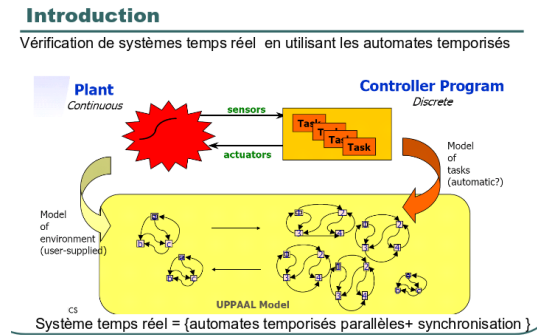 Introduction
Vérification de systèmes temps réel  en utilisant les automates temporisés
Plant
Continuous
Controller Program
Discrete
sensors
actuators
Task
Task
Task
Task
Model
of
tasks
(automatic?)
Model
of
environment
(user-supplied)
UPPAAL Model
CS
Système temps réel = {automates temporisés parallèles+ synchronisation }